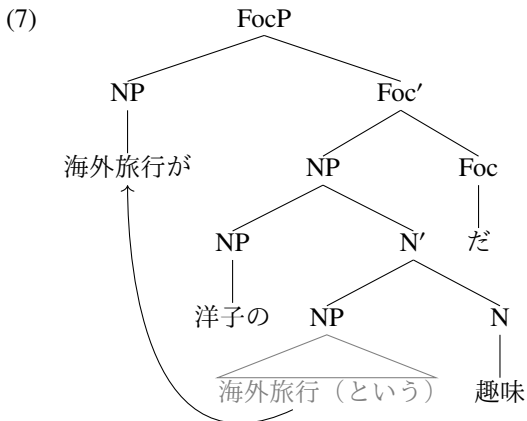 (7) FocP
NP Foc′
海外旅行が NP Foc
NP N′ だ
洋子の NP N
海外旅行（という） 趣味